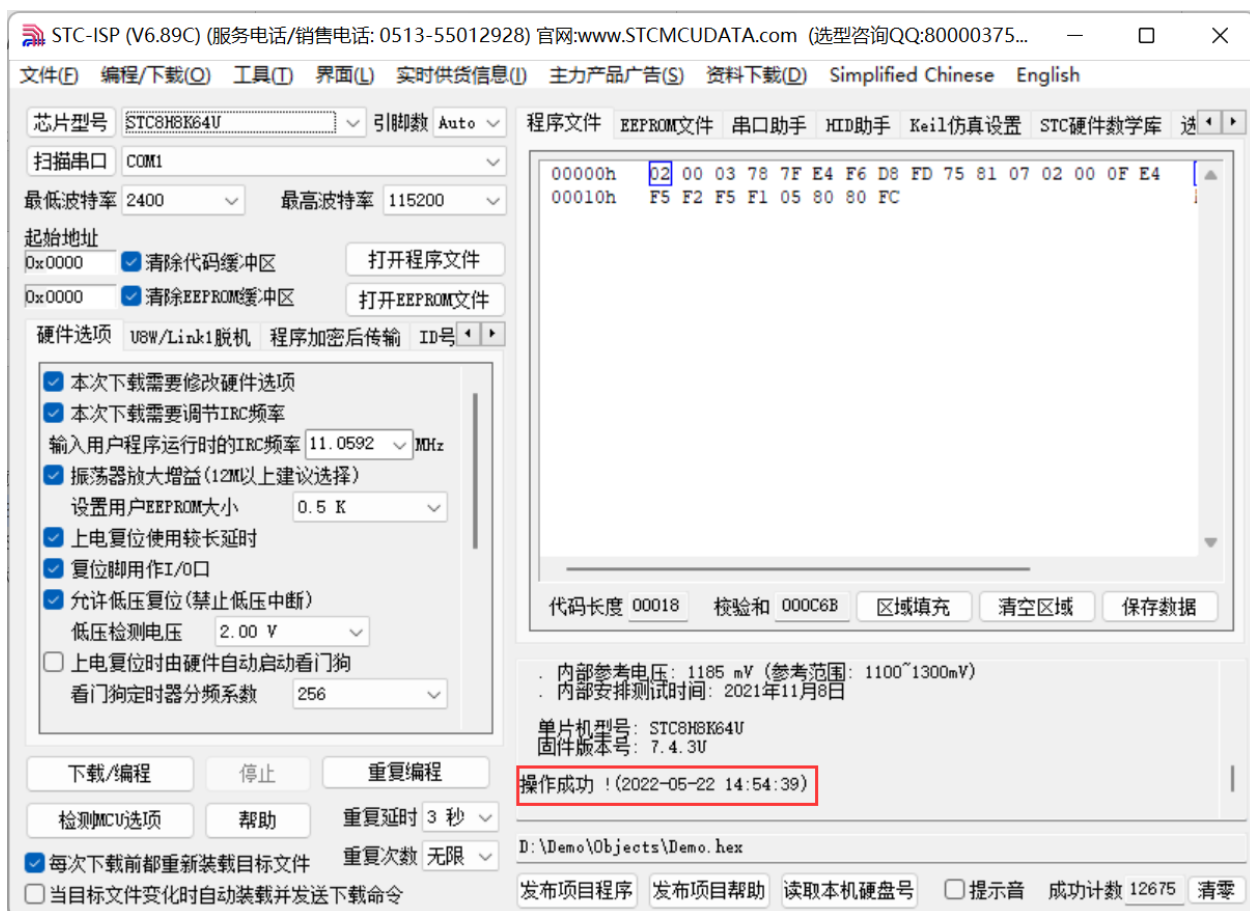 STC-ISP (V6.89C) (服务电话/销售电话: 0513-55012928) 官网:www.STCMCUDATA.com (选型咨询QQ:80000375...
文件(F) 编程/下载(O) 工具(T) 界面(L) 实时供货信息(I) 主力产品广告(S) 资料下载(D) Simplified Chinese English
芯片型号 STC8H8K64U 引脚数 Auto
扫描串口 COM1
最低波特率 2400 最高波特率 115200
起始地址
0x0000 清除代码缓冲区 打开程序文件
0x0000 清除EEPROM缓冲区 打开EEPROM文件
硬件选项 U8W/Link1脱机 程序加密后传输 ID号
本次下载需要修改硬件选项
本次下载需要调节IRC频率
输入用户程序运行时的IRC频率 11.0592 MHz
振荡器放大增益(12M以上建议选择)
设置用户EEPROM大小 0.5 K
上电复位使用较长延时
复位脚用作I/O口
允许低压复位(禁止低压中断)
低压检测电压 2.00 V
上电复位时由硬件自动启动看门狗
看门狗定时器分频系数 256
下载/编程 停止 重复编程
检测MCU选项 帮助 重复延时 3 秒
每次下载前都重新装载目标文件 重复次数 无限
当目标文件变化时自动装载并发送下载命令
程序文件 EEPROM文件 串口助手 HID助手 Keil仿真设置 STC硬件数学库 选
00000h 02 00 03 78 7F E4 F6 D8 FD 75 81 07 02 00 0F E4
00010h F5 F2 F5 F1 05 80 80 FC
代码长度 00018 校验和 000C6B 区域填充 清空区域 保存数据
. 内部参考电压: 1185 mV (参考范围: 1100~1300mV)
. 内部安排测试时间: 2021年11月8日
单片机型号: STC8H8K64U
固件版本号: 7.4.3U
操作成功 !(2022-05-22 14:54:39)
D:\Demo\Objects\Demo.hex
发布项目程序 发布项目帮助 读取本机硬盘号 提示音 成功计数 12675 清零